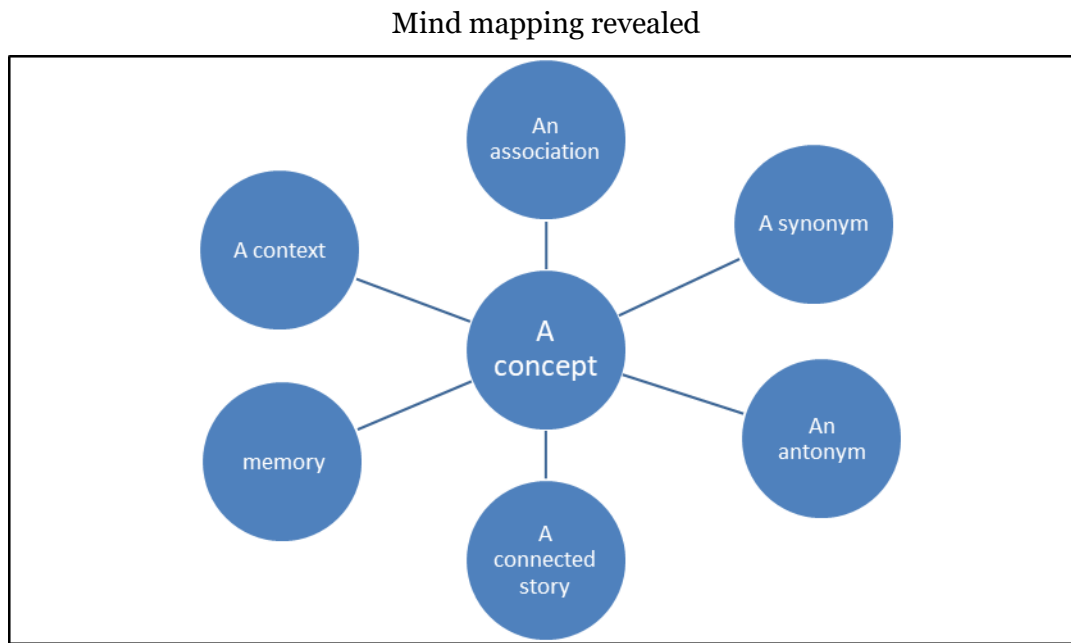 Mind mapping revealed
An
association
A synonym
A context
A
concept
An
antonym
memory
A
connected
story